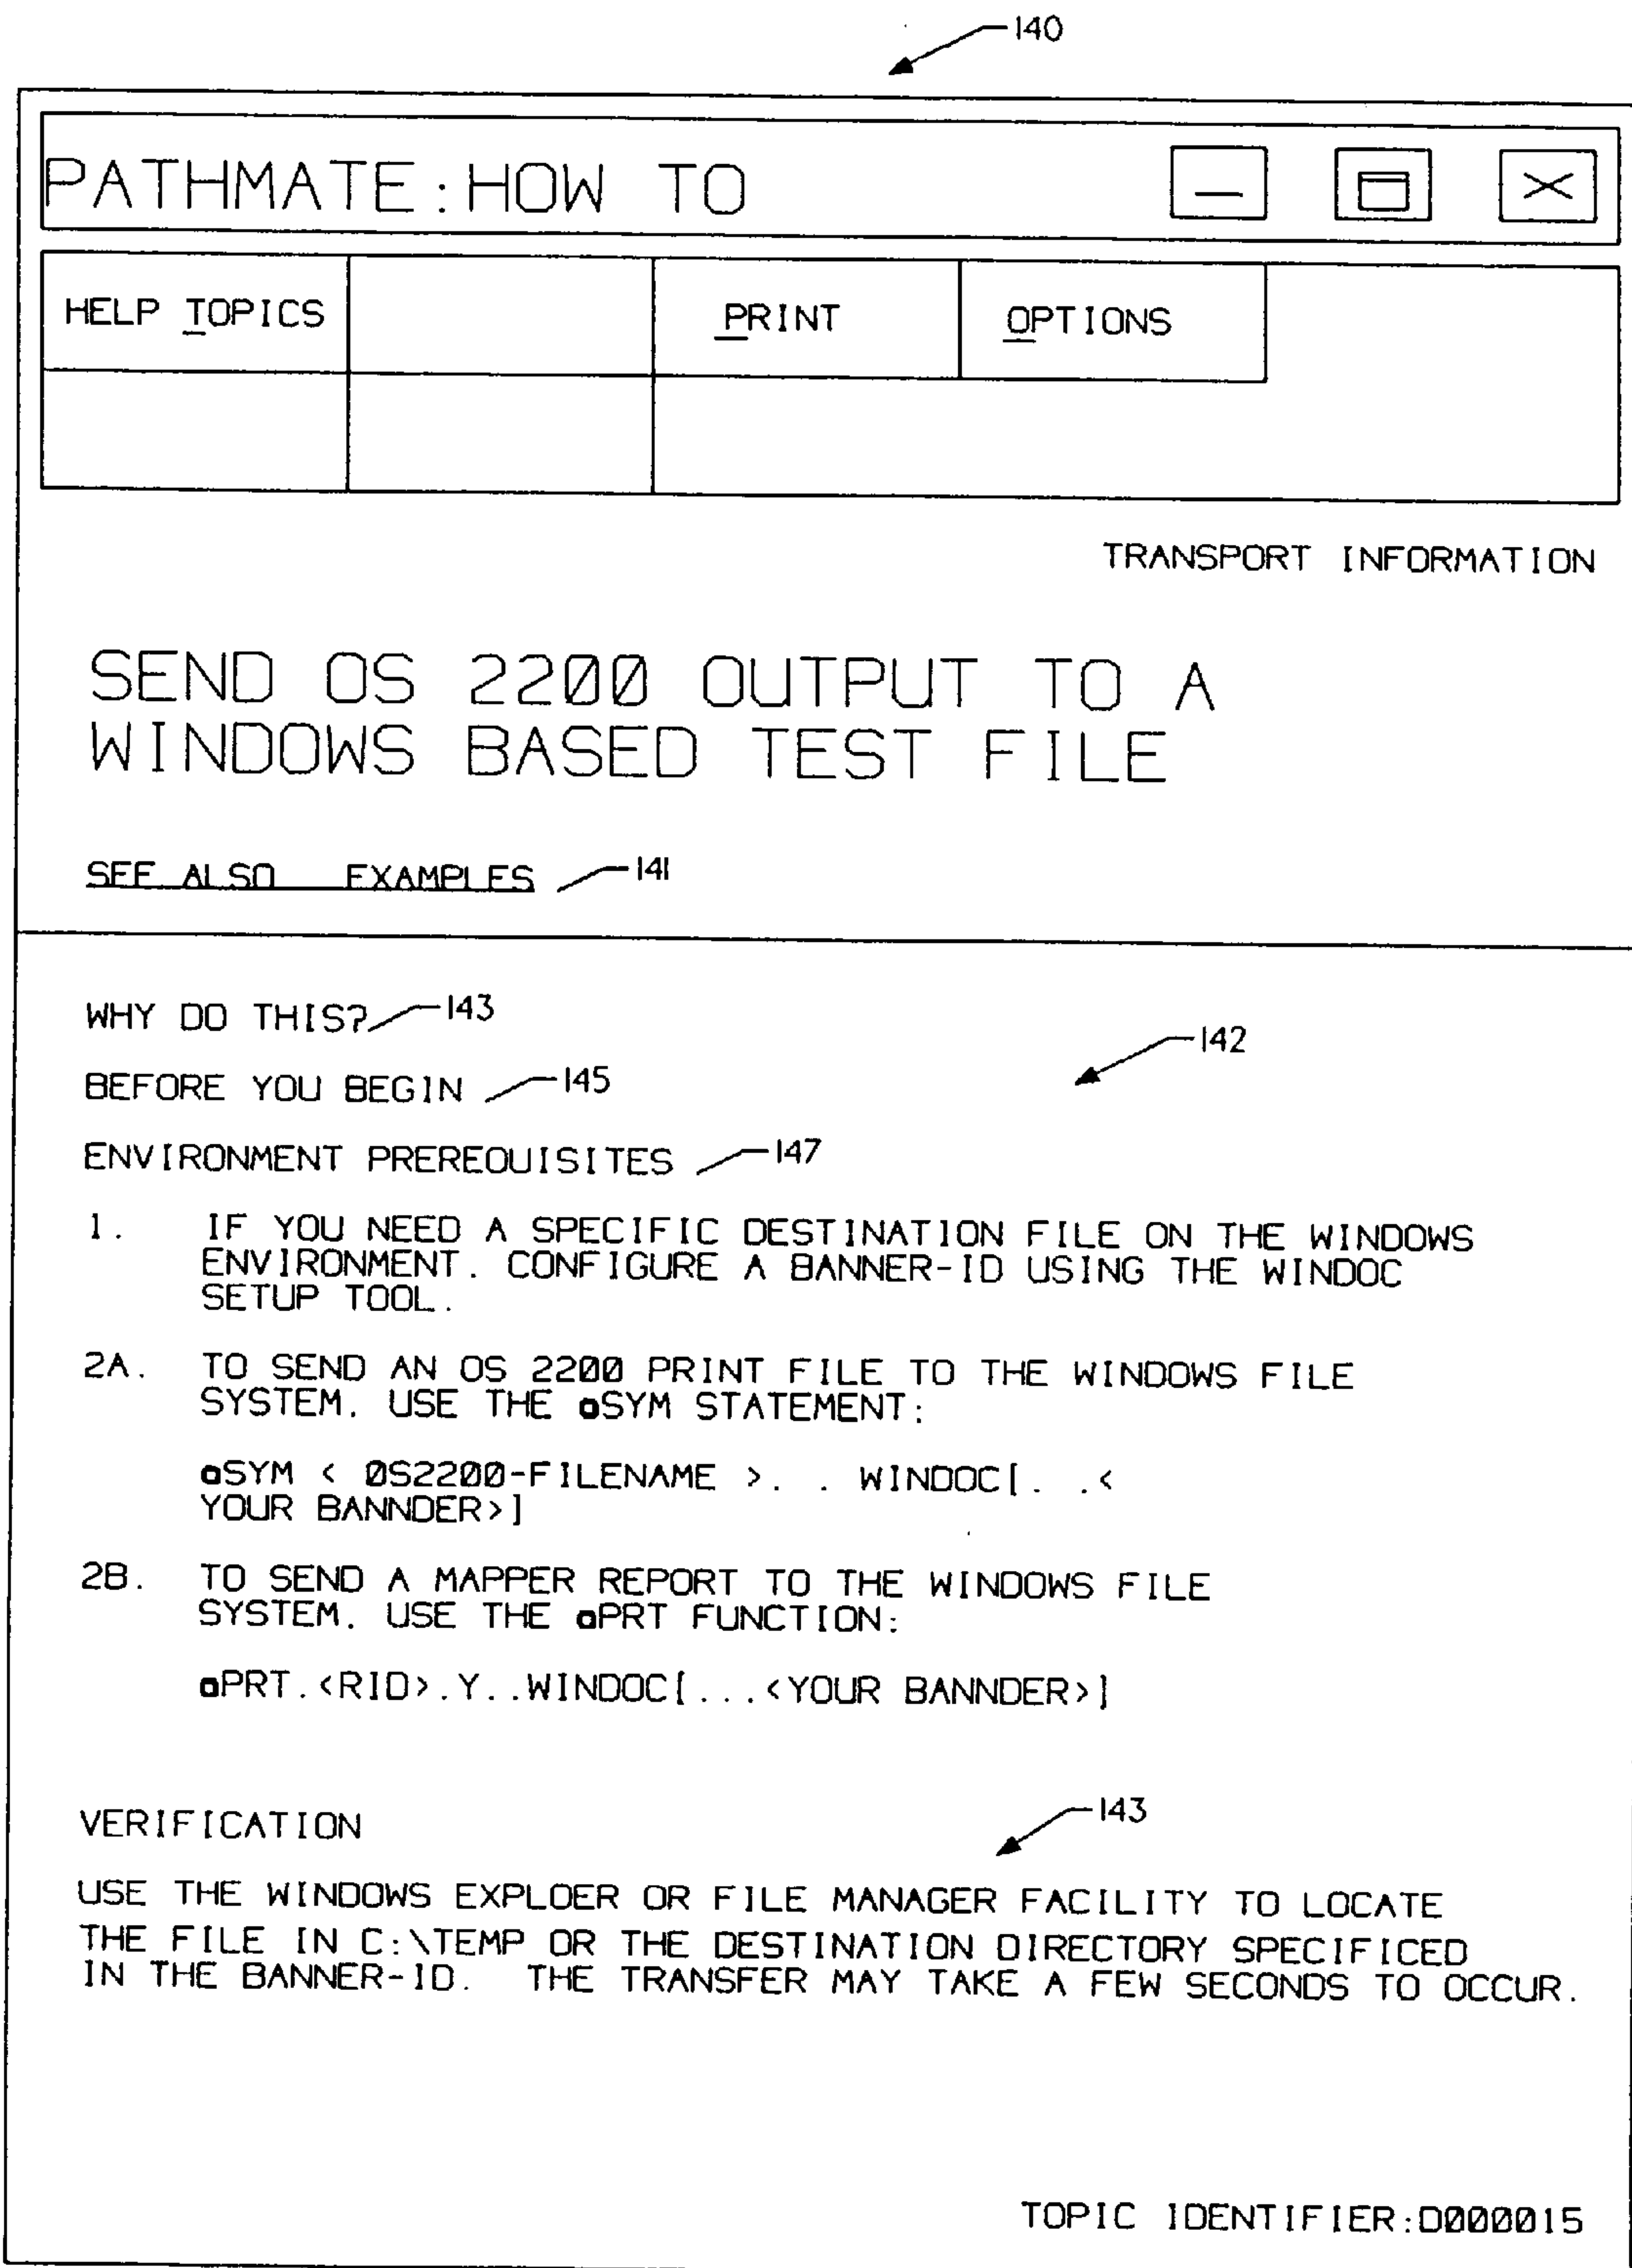 140
PATHMATE:HOW TO
HELP TOPICS PRINT OPTIONS
TRANSPORT INFORMATION
SEND OS 2200 OUTPUT TO A
WINDOWS BASED TEST FILE
SEE ALSO EXAMPLES 141
WHY DO THIS? 143
142
BEFORE YOU BEGIN 145
ENVIRONMENT PREREQUISITES 147
1. IF YOU NEED A SPECIFIC DESTINATION FILE ON THE WINDOWS
ENVIRONMENT. CONFIGURE A BANNER-ID USING THE WINDOC
SETUP TOOL.
2A. TO SEND AN OS 2200 PRINT FILE TO THE WINDOWS FILE
SYSTEM. USE THE @SYM STATEMENT:
@SYM < OS2200-FILENAME >. . WINDOC[. .<
YOUR BANNDER>]
2B. TO SEND A MAPPER REPORT TO THE WINDOWS FILE
SYSTEM. USE THE @PRT FUNCTION:
@PRT.<RID>.Y..WINDOC[...<YOUR BANNDER>]
VERIFICATION
143
USE THE WINDOWS EXPLOER OR FILE MANAGER FACILITY TO LOCATE
THE FILE IN C:\TEMP OR THE DESTINATION DIRECTORY SPECIFICED
IN THE BANNER-ID. THE TRANSFER MAY TAKE A FEW SECONDS TO OCCUR.
TOPIC IDENTIFIER:D000015